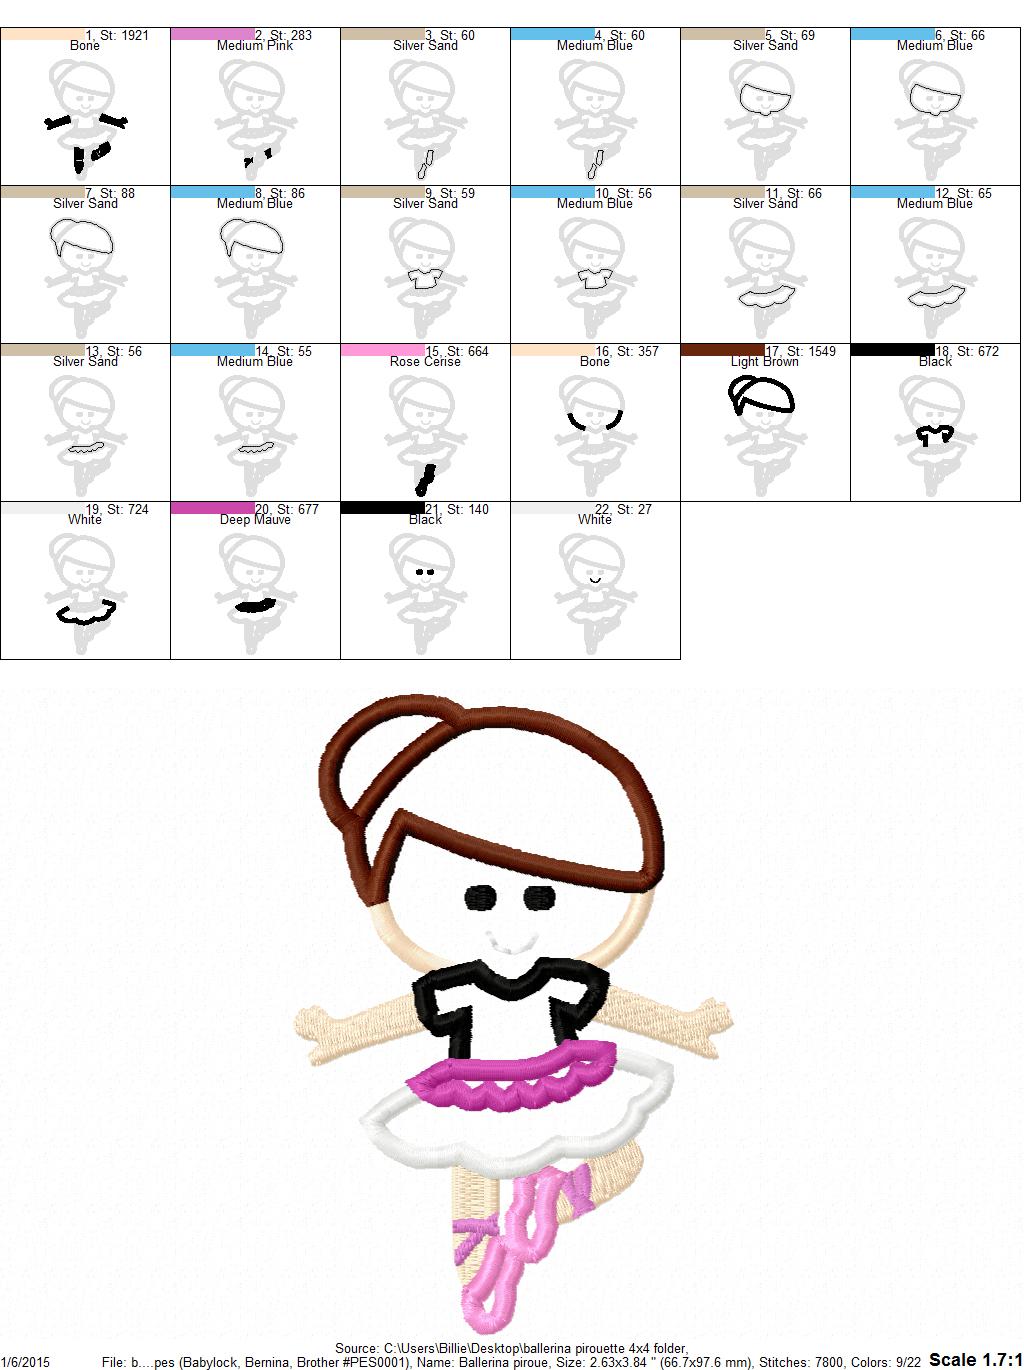 1, St: 1921
Bone
2, St: 283
Medium Pink
3, St: 60
Silver Sand
4, St: 60
Medium Blue
5, St: 69
Silver Sand
6, St: 66
Medium Blue
7, St: 88
Silver Sand
8, St: 86
Medium Blue
9, St: 59
Silver Sand
10, St: 56
Medium Blue
11, St: 66
Silver Sand
12, St: 65
Medium Blue
13, St: 56
Silver Sand
14, St: 55
Medium Blue
15, St: 664
Rose Cerise
16, St: 357
Bone
17, St: 1549
Light Brown
18, St: 672
Black
19, St: 724
White
20, St: 677
Deep Mauve
21, St: 140
Black
22, St: 27
White
Source: C:\Users\Billie\Desktop\ballerina pirouette 4x4 folder,
1/6/2015 File: b....pes (Babylock, Bernina, Brother #PES0001), Name: Ballerina piroue, Size: 2.63x3.84 " (66.7x97.6 mm), Stitches: 7800, Colors: 9/22 Scale 1.7:1